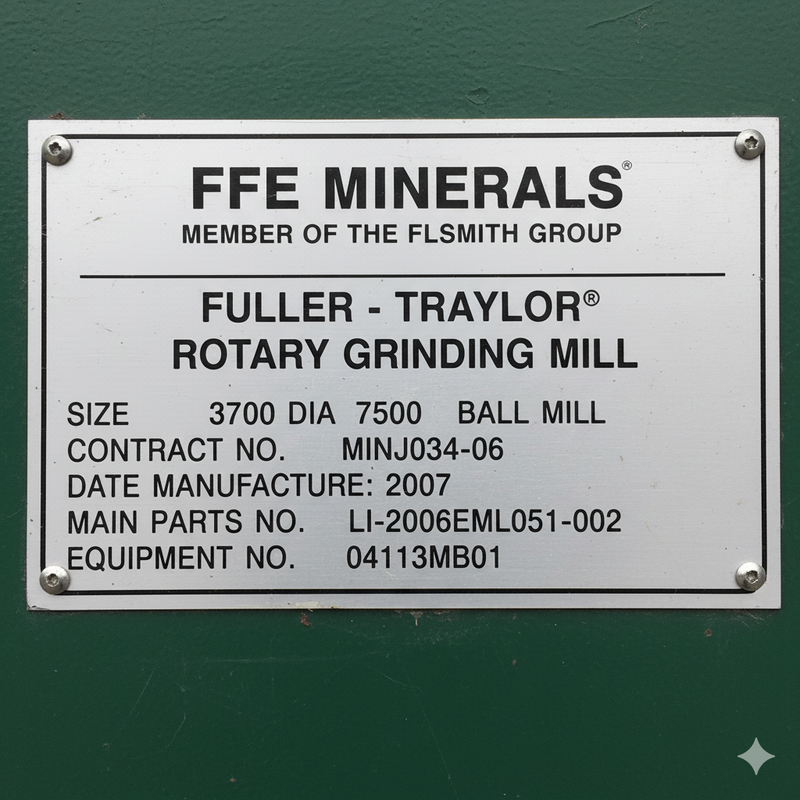 FFE MINERALS®
MEMBER OF THE FLSMITH GROUP
FULLER - TRAYLOR®
ROTARY GRINDING MILL
SIZE 3700 DIA 7500 BALL MILL
CONTRACT NO. MINJ034-06
DATE MANUFACTURE: 2007
MAIN PARTS NO. LI-2006EML051-002
EQUIPMENT NO. 04113MB01